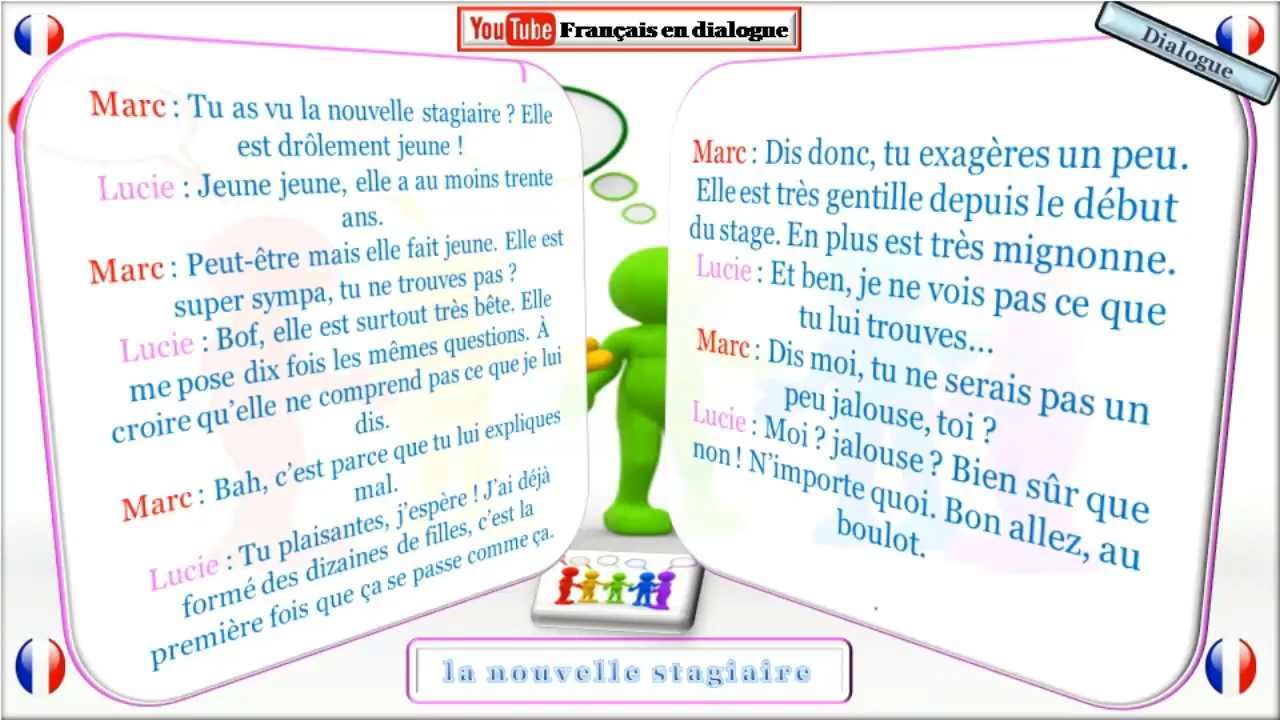 YouTube Français en dialogue
Dialogue
Marc : Tu as vu la nouvelle stagiaire ? Elle
est drôlement jeune !
Lucie : Jeune jeune, elle a au moins trente
ans.
Marc : Peut-être mais elle fait jeune. Elle est
super sympa, tu ne trouves pas ?
Lucie : Bof, elle est surtout très bête. Elle
me pose dix fois les mêmes questions. À
croire qu’elle ne comprend pas ce que je lui
dis.
Marc : Bah, c’est parce que tu lui expliques
mal.
Lucie : Tu plaisantes, j’espère ! J’ai déjà
formé des dizaines de filles, c’est la
première fois que ça se passe comme ça.
Marc : Dis donc, tu exagères un peu.
Elle est très gentille depuis le début
du stage. En plus est très mignonne.
Lucie : Et ben, je ne vois pas ce que
tu lui trouves...
Marc : Dis moi, tu ne serais pas un
peu jalouse, toi ?
Lucie : Moi ? jalouse ? Bien sûr que
non ! N’importe quoi. Bon allez, au
boulot.
la nouvelle stagiaire